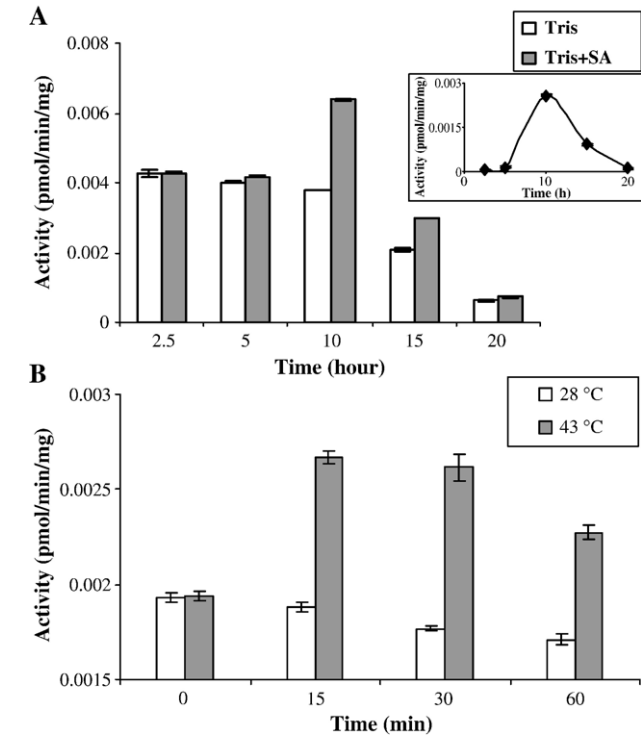 A
Tris
Tris+SA
0.008
0.006
0.004
0.002
0
Activity (pmol/min/mg)
2.5 5 10 15 20
Time (hour)
Activity (pmol/min/mg)
0.003
0.0015
0
0 10 20
Time (h)
B
28 °C
43 °C
0.003
0.0025
0.002
0.0015
Activity (pmol/min/mg)
0 15 30 60
Time (min)